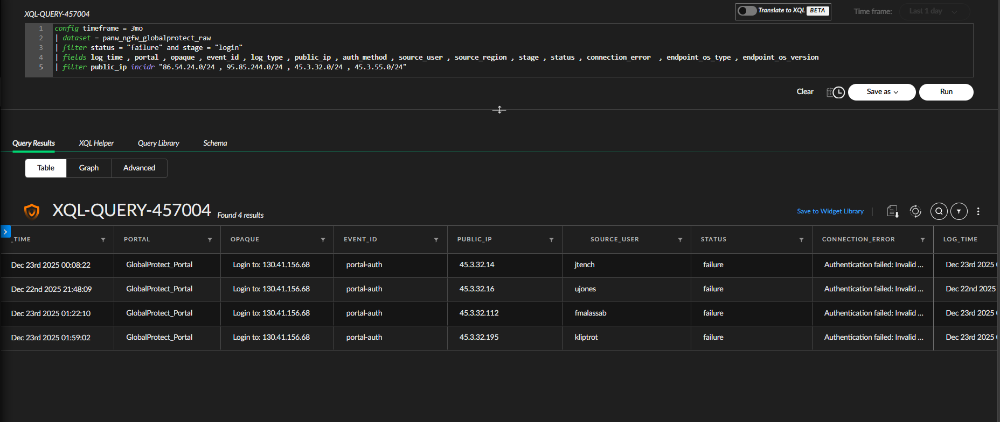 XQL-QUERY-457004
Translate to XQL BETA
Time frame: Last 1 day
1 config timeframe = 3mo
2 | dataset = panw_ngfw_globalprotect_raw
3 | filter status = "failure" and stage = "login"
4 | fields log_time , portal , opaque , event_id , log_type , public_ip , auth_method , source_user , source_region , stage , status , connection_error , endpoint_os_type , endpoint_os_version
5 | filter public_ip incidr "86.54.24.0/24 , 95.85.244.0/24 , 45.3.32.0/24 , 45.3.55.0/24"
Clear Save as Run
Query Results XQL Helper Query Library Schema
Table Graph Advanced
XQL-QUERY-457004 Found 4 results
Save to Widget Library
_TIME PORTAL OPAQUE EVENT_ID PUBLIC_IP SOURCE_USER STATUS CONNECTION_ERROR LOG_TIME
Dec 23rd 2025 00:08:22 GlobalProtect_Portal Login to: 130.41.156.68 portal-auth 45.3.32.14 jtench failure Authentication failed: Invalid ... Dec 23rd 2025
Dec 22nd 2025 21:48:09 GlobalProtect_Portal Login to: 130.41.156.68 portal-auth 45.3.32.16 ujones failure Authentication failed: Invalid ... Dec 22nd 2025
Dec 23rd 2025 01:22:10 GlobalProtect_Portal Login to: 130.41.156.68 portal-auth 45.3.32.112 fmalassab failure Authentication failed: Invalid ... Dec 23rd 2025
Dec 23rd 2025 01:59:02 GlobalProtect_Portal Login to: 130.41.156.68 portal-auth 45.3.32.195 kliptrot failure Authentication failed: Invalid ... Dec 23rd 2025